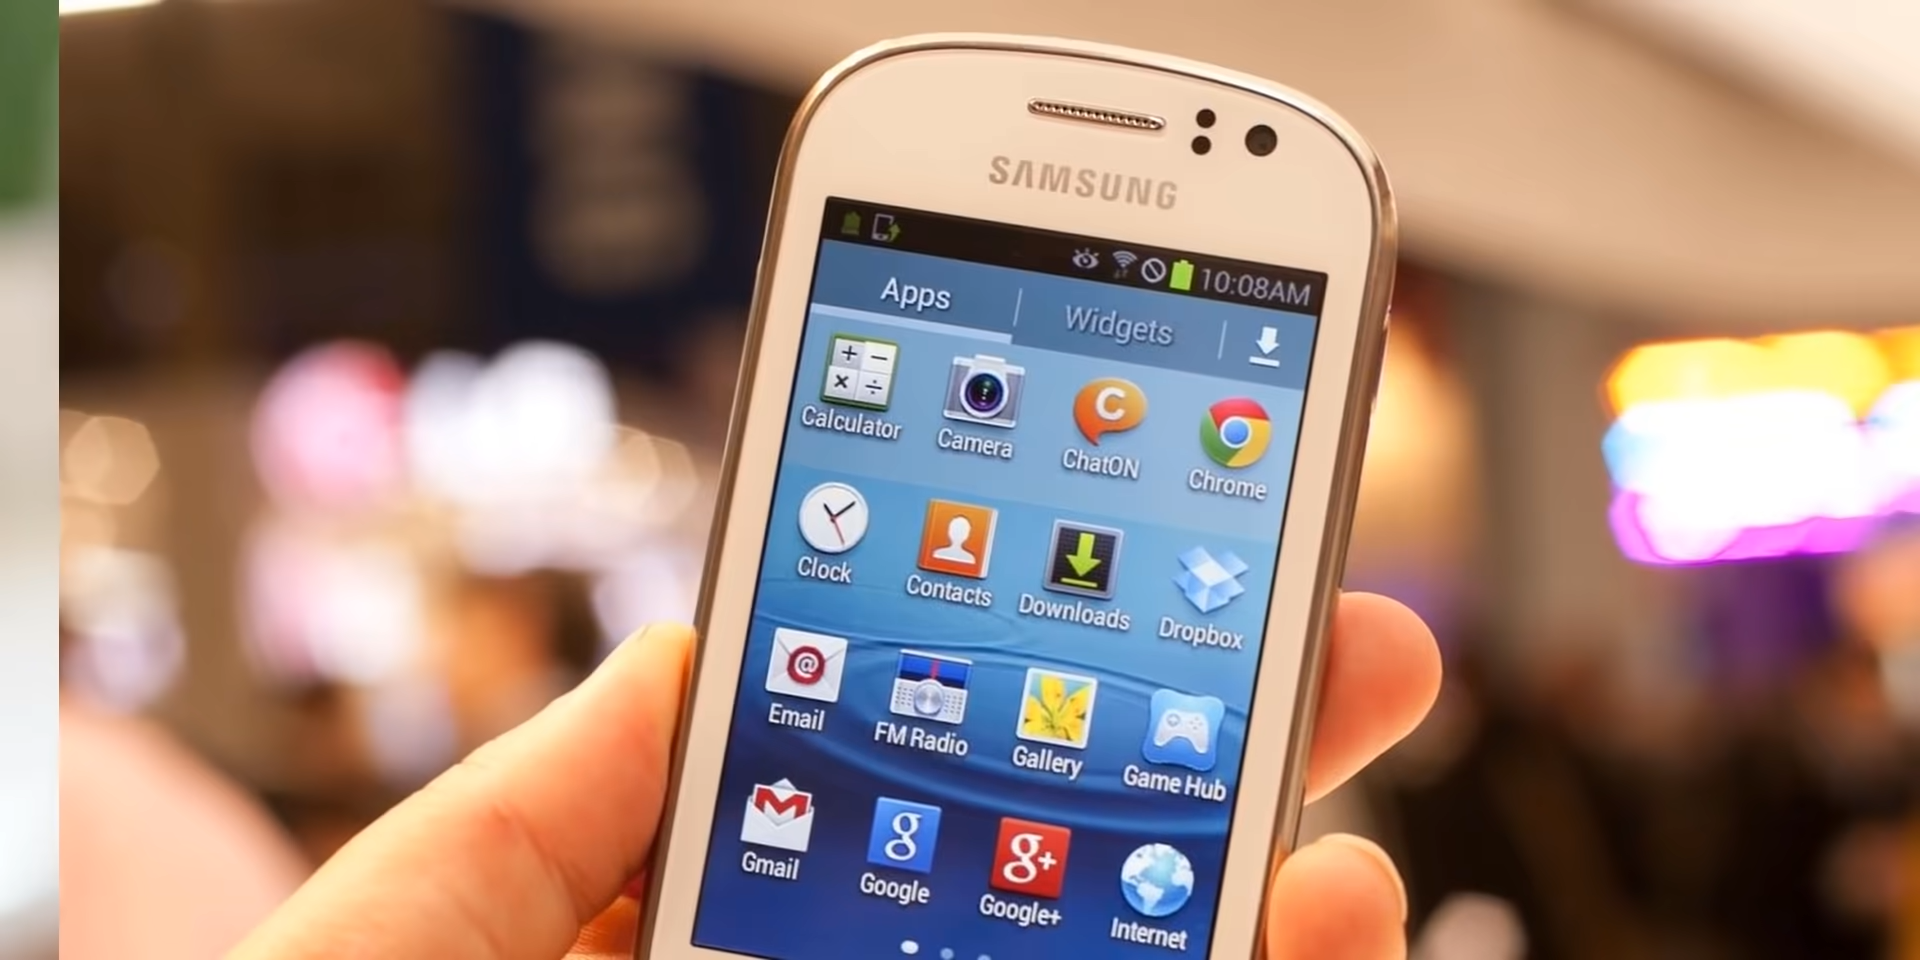 SAMSUNG
10:08AM
Apps Widgets
Calculator Camera ChatON Chrome
Clock Contacts Downloads Dropbox
Email FM Radio Gallery Game Hub
Gmail Google Google+ Internet